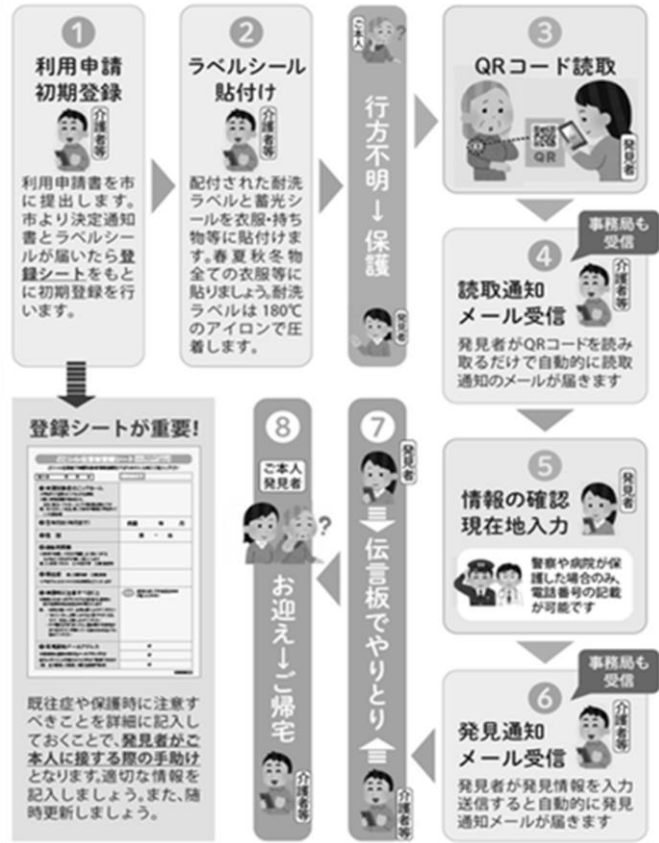 1
利用申請
初期登録
介護者等
利用申請書を市
に提出します。
市より決定通知
書とラベルシー
ルが届いたら登
録シートをもと
に初期登録を行
います。
2
ラベルシール
貼付け
介護者等
配付された耐洗
ラベルと蓄光シ
ールを衣服・持ち
物等に貼付けま
す。春夏秋冬物
全ての衣服等に
貼りましょう。耐洗
ラベルは180℃
のアイロンで圧
着します。
ご本人
?
行方不明→保護
発見者
3
QRコード読取
QR
発見者
事務局も
受信
4
読取通知
メール受信
介護者等
発見者がQRコードを読み
取るだけで自動的に読取
通知のメールが届きます
5
情報の確認
現在地入力
発見者
警察や病院が保
護した場合のみ、
電話番号の記載
が可能です
事務局も
受信
6
発見通知
メール受信
介護者等
発見者が発見情報を入力
送信すると自動的に発見
通知メールが届きます
7
発見者
伝言板でやりとり
介護者等
8
ご本人
発見者
?
お迎え→ご帰宅
介護者等
登録シートが重要!
既往症や保護時に注意す
べきことを詳細に記入し
ておくことで、発見者がご
本人に接する際の手助け
となります。適切な情報を
記入しましょう。また、随
時更新しましょう。